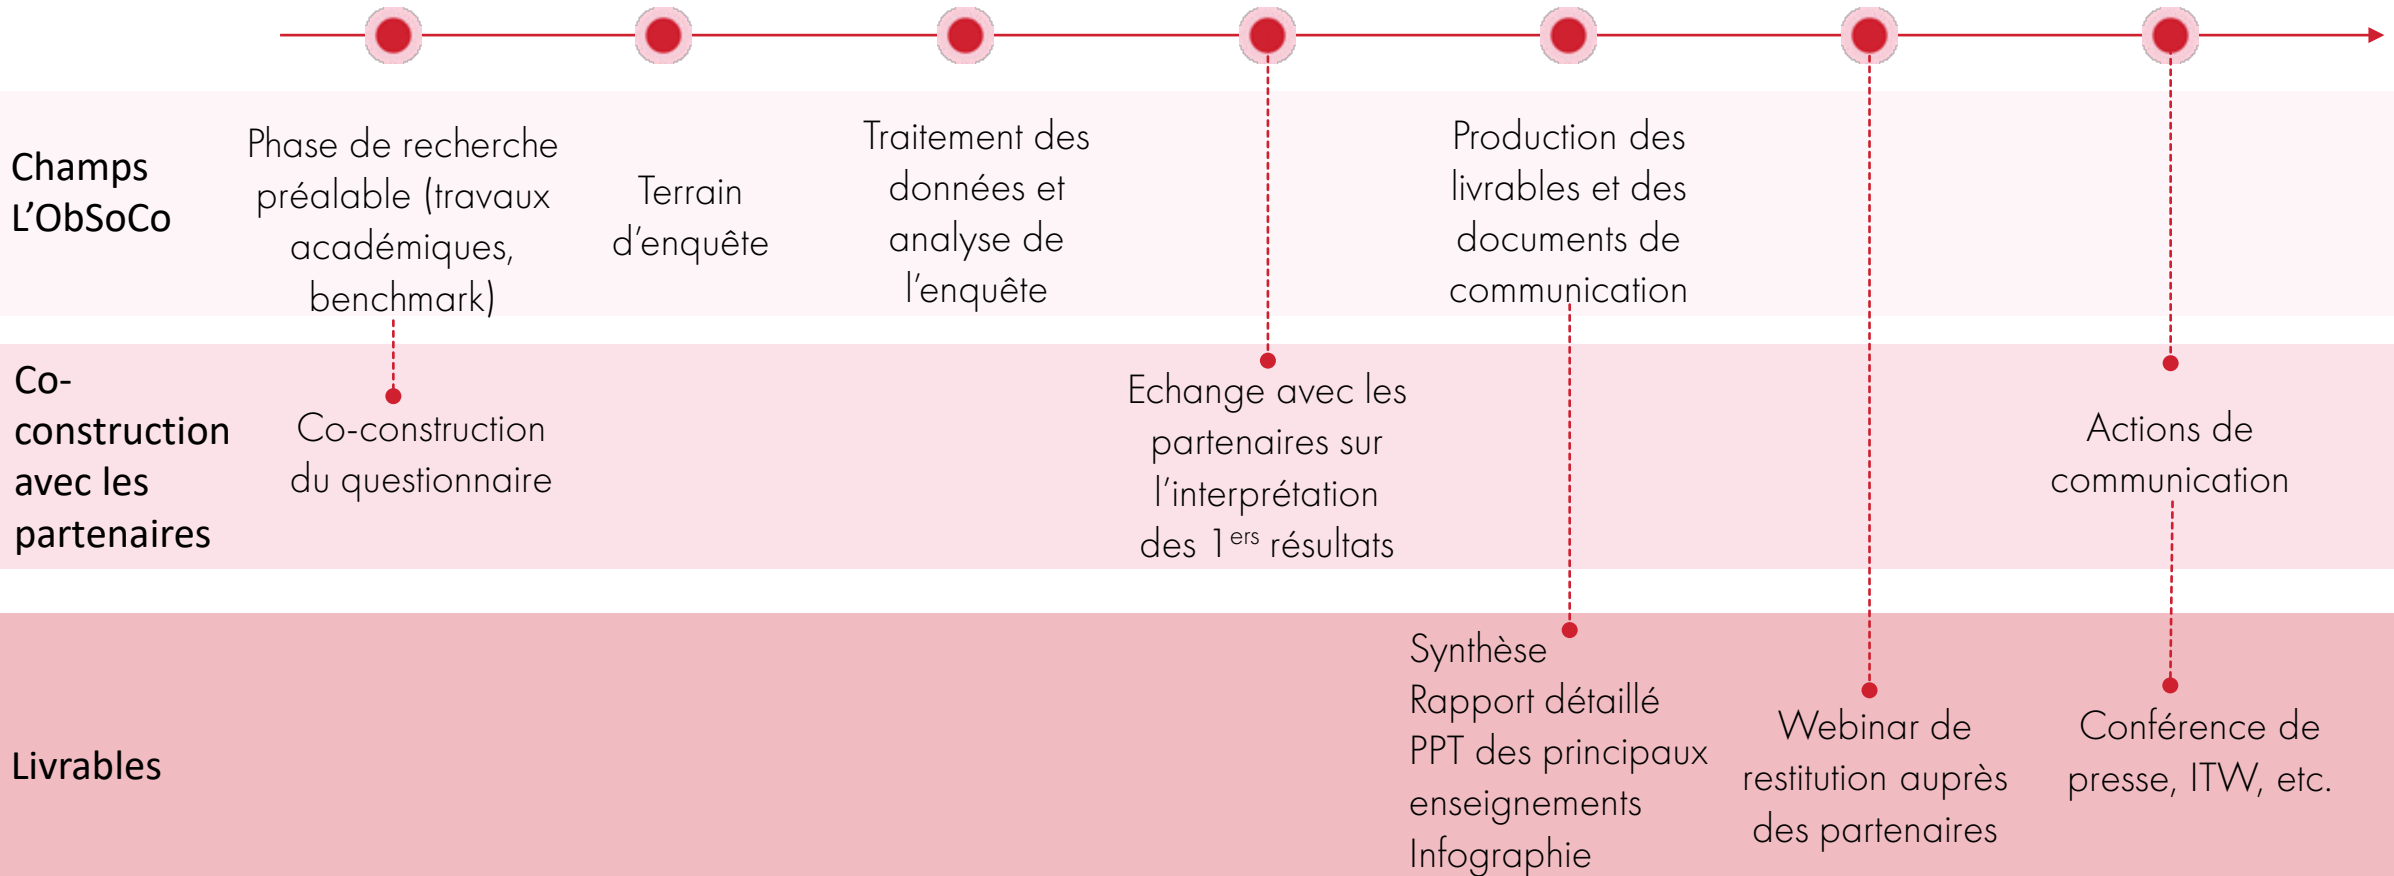 Champs
L'ObSoCo
Phase de recherche
préalable (travaux
académiques,
benchmark)
Terrain
d'enquête
Traitement des
données et
analyse de
l'enquête
Production des
livrables et des
documents de
communication
Co-
construction
avec les
partenaires
Co-construction
du questionnaire
Echange avec les
partenaires sur
l'interprétation
des 1ers résultats
Actions de
communication
Livrables
Synthèse
Rapport détaillé
PPT des principaux
enseignements
Infographie
Webinar de
restitution auprès
des partenaires
Conférence de
presse, ITW, etc.